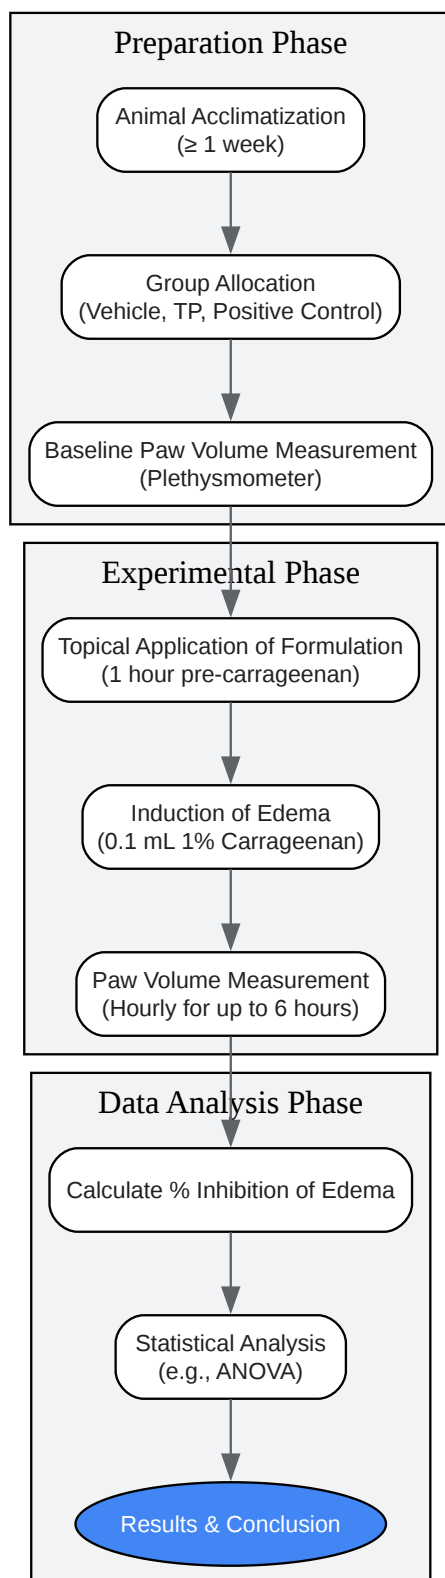 Preparation Phase
Animal Acclimatization
(≥ 1 week)
Group Allocation
(Vehicle, TP, Positive Control)
Baseline Paw Volume Measurement
(Plethysmometer)
Experimental Phase
Topical Application of Formulation
(1 hour pre-carrageenan)
Induction of Edema
(0.1 mL 1% Carrageenan)
Paw Volume Measurement
(Hourly for up to 6 hours)
Data Analysis Phase
Calculate % Inhibition of Edema
Statistical Analysis
(e.g., ANOVA)
Results & Conclusion